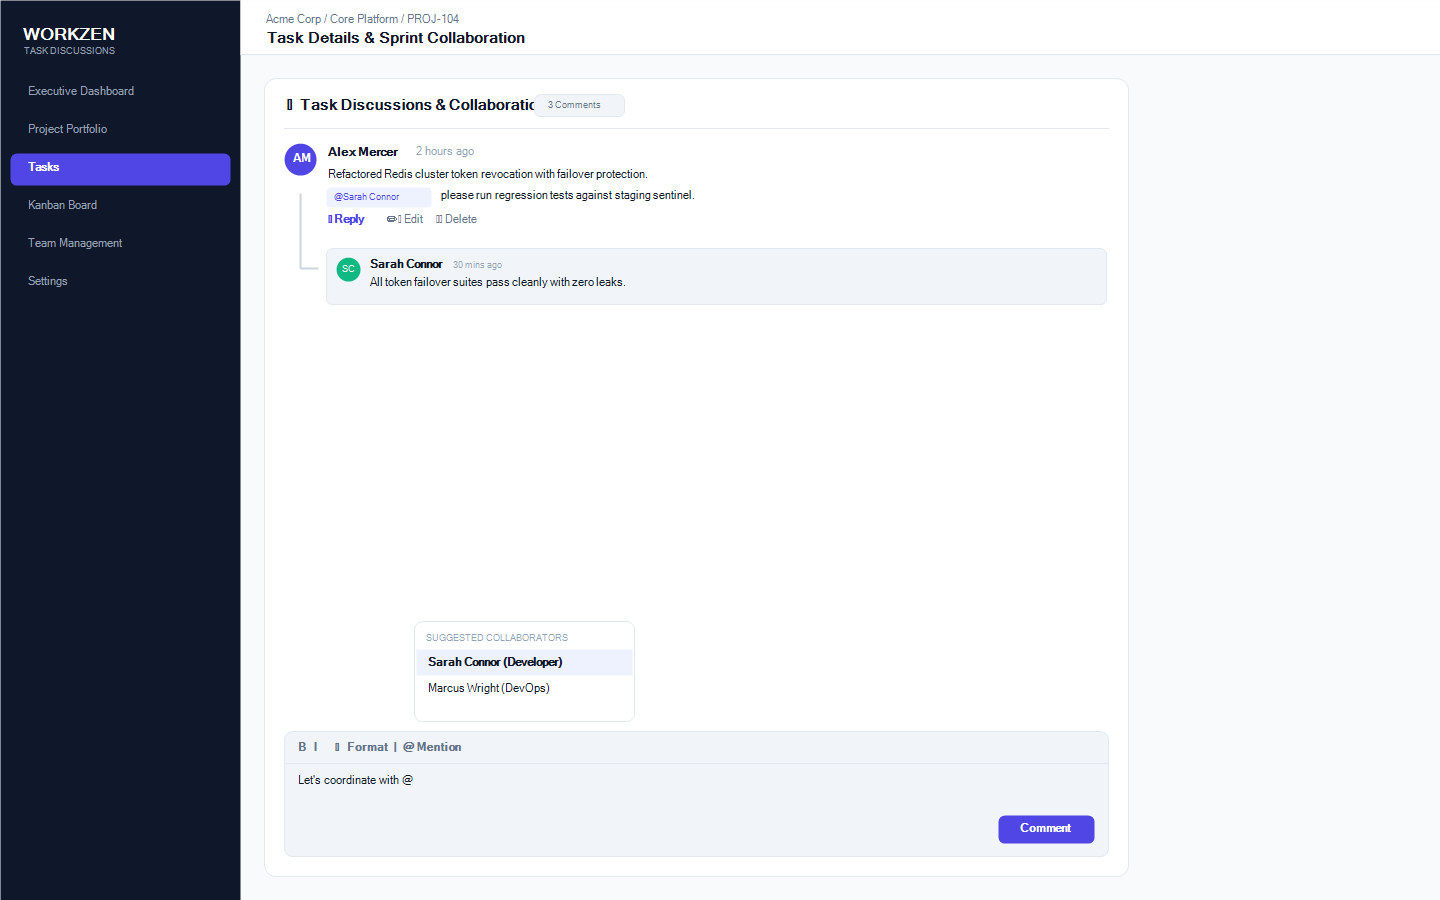 WORKZEN
TASK DISCUSSIONS
Executive Dashboard
Project Portfolio
Tasks
Kanban Board
Team Management
Settings
Acme Corp / Core Platform / PROJ-104
Task Details & Sprint Collaboration
Task Discussions & Collaboratio
3 Comments
AM
Alex Mercer 2 hours ago
Refactored Redis cluster token revocation with failover protection.
@Sarah Connor please run regression tests against staging sentinel.
Reply ✏ Edit Delete
SC
Sarah Connor 30 mins ago
All token failover suites pass cleanly with zero leaks.
SUGGESTED COLLABORATORS
Sarah Connor (Developer)
Marcus Wright (DevOps)
B I Format | @ Mention
Let's coordinate with @
Comment